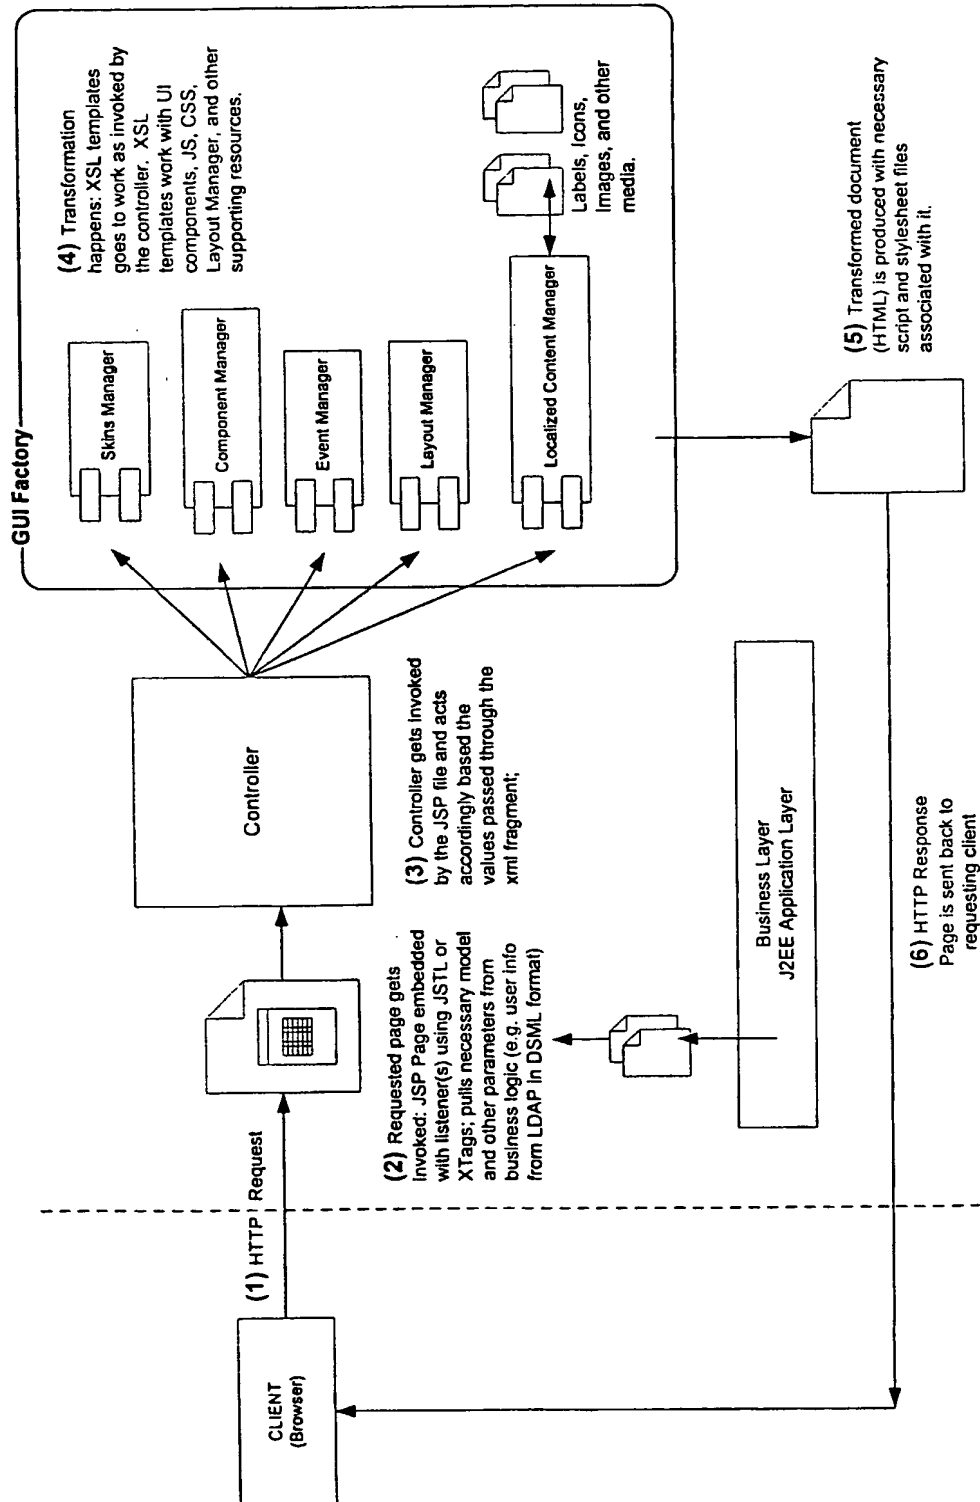 GUI Factory
(1) HTTP Request
CLIENT
(Browser)
(2) Requested page gets
Invoked: JSP Page embedded
with listener(s) using JSTL or
XTags; pulls necessary model
and other parameters from
business logic (e.g. user info
from LDAP in DSML format)
Controller
(3) Controller gets invoked
by the JSP file and acts
accordingly based the
values passed through the
xml fragment;
Business Layer
J2EE Application Layer
Skins Manager
Component Manager
Event Manager
Layout Manager
Localized Content Manager
(4) Transformation
happens: XSL templates
goes to work as invoked by
the controller. XSL
templates work with UI
components, JS, CSS,
Layout Manager, and other
supporting resources.
Labels, Icons,
Images, and other
media.
(5) Transformed document
(HTML) is produced with necessary
script and stylesheet files
associated with it.
(6) HTTP Response
Page is sent back to
requesting client